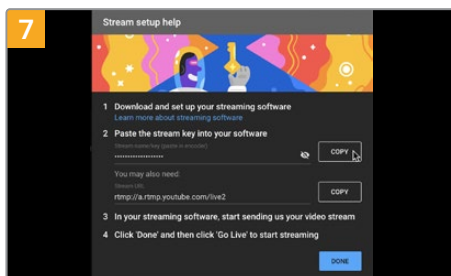 7
Stream setup help
1 Download and set up your streaming software
Learn more about streaming software
2 Paste the stream key into your software
Stream name/key (paste in encoder)
•••••••••••••••••••
COPY
You may also need:
Stream URL
rtmp://a.rtmp.youtube.com/live2
COPY
3 In your streaming software, start sending us your video stream
4 Click 'Done' and then click 'Go Live' to start streaming
DONE